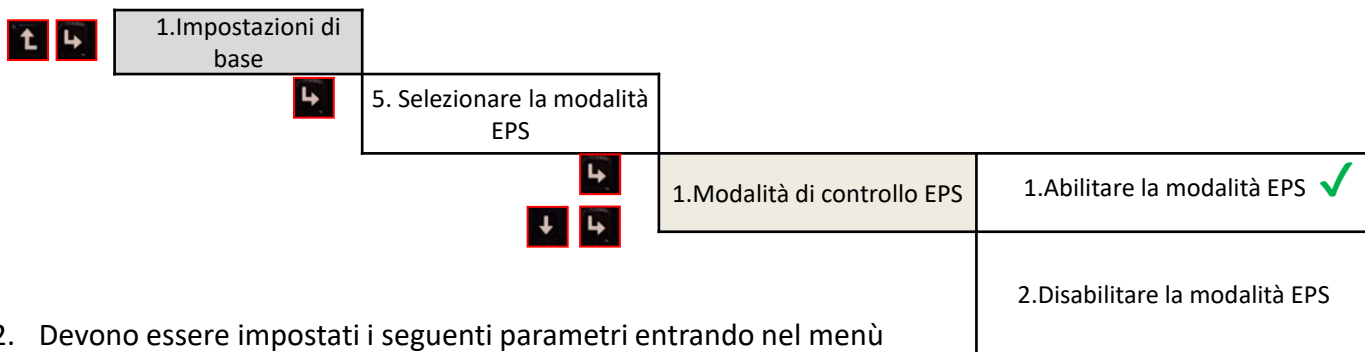 1.Impostazioni di
base
5. Selezionare la modalità
EPS
1.Modalità di controllo EPS
1.Abilitare la modalità EPS
2.Disabilitare la modalità EPS
2. Devono essere impostati i seguenti parametri entrando nel menù